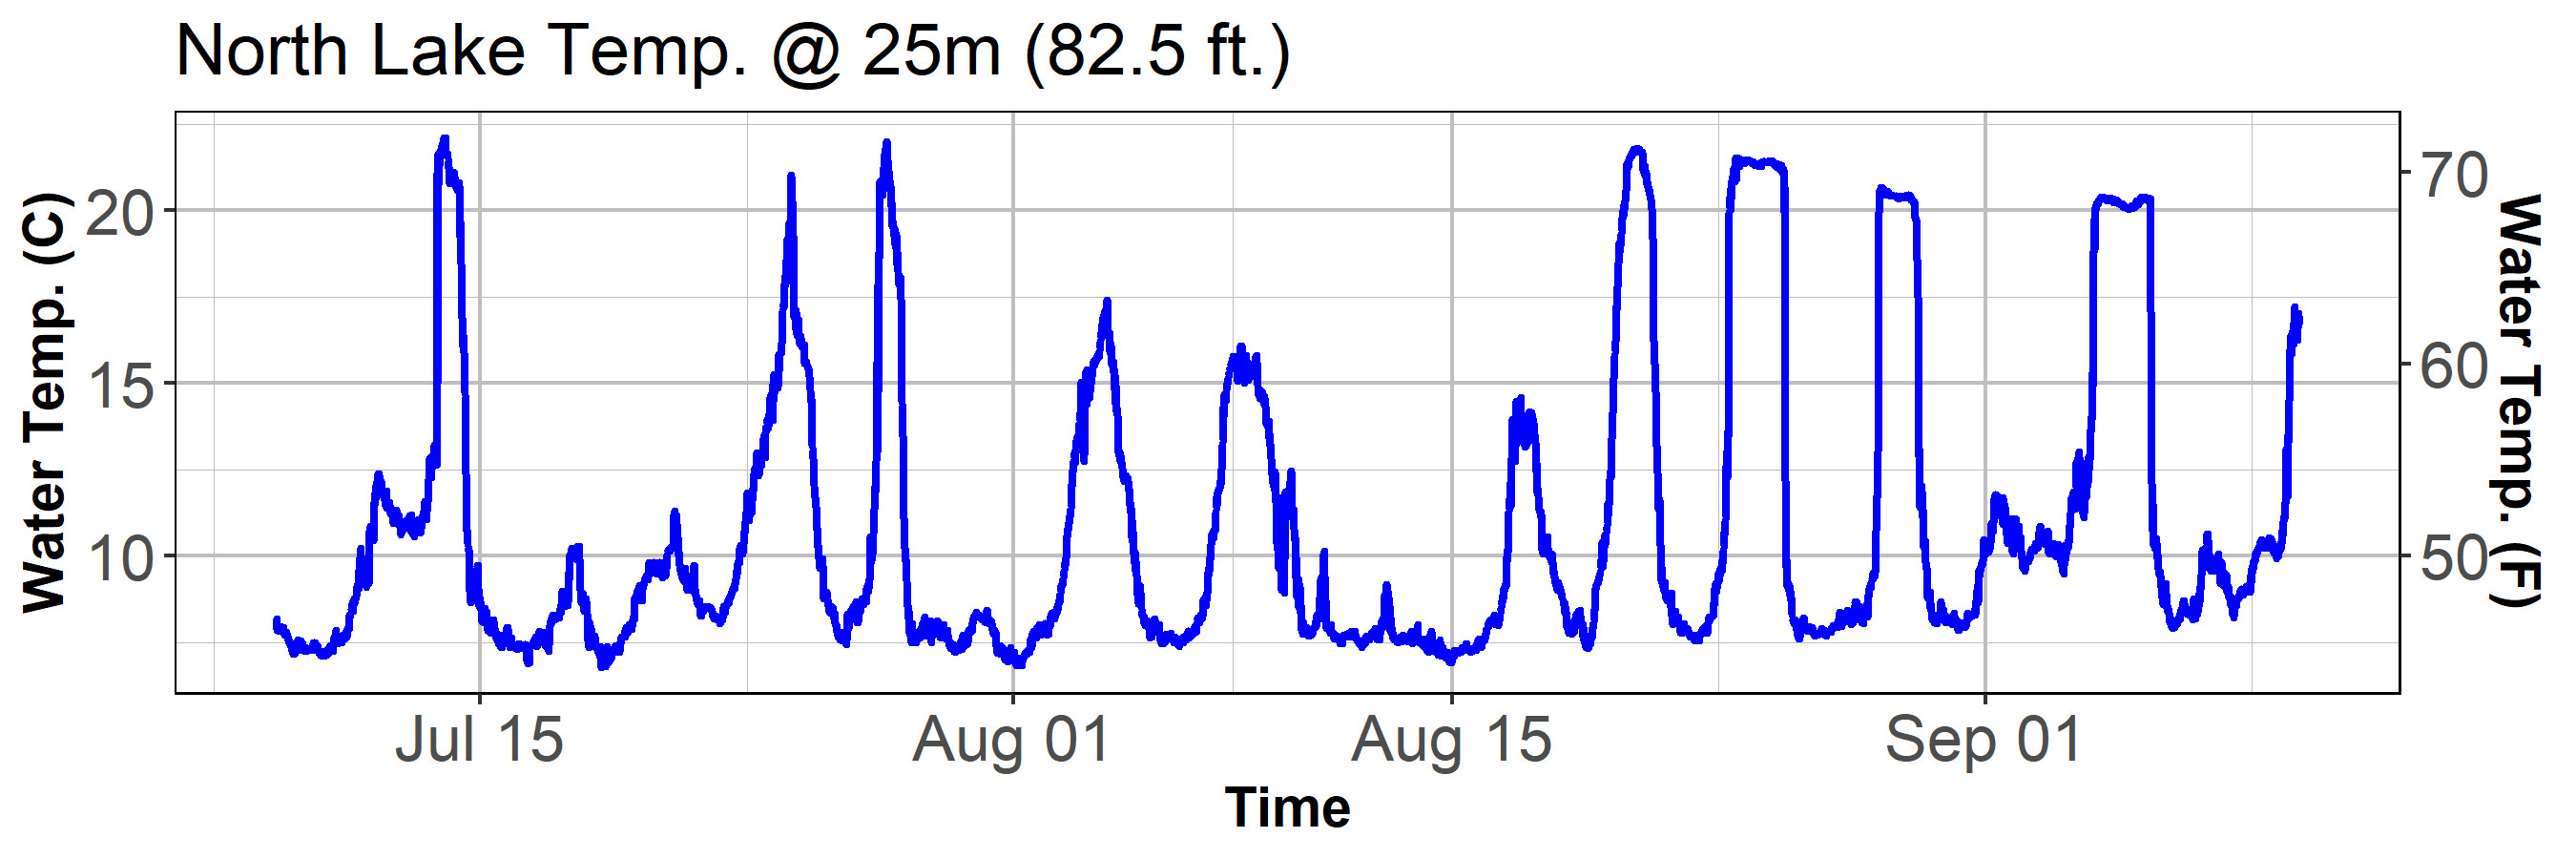 North Lake Temp. @ 25m (82.5 ft.)
Water Temp. (C)
20
15
10
70
60
50
Water Temp. (F)
Jul 15
Aug 01
Aug 15
Sep 01
Time